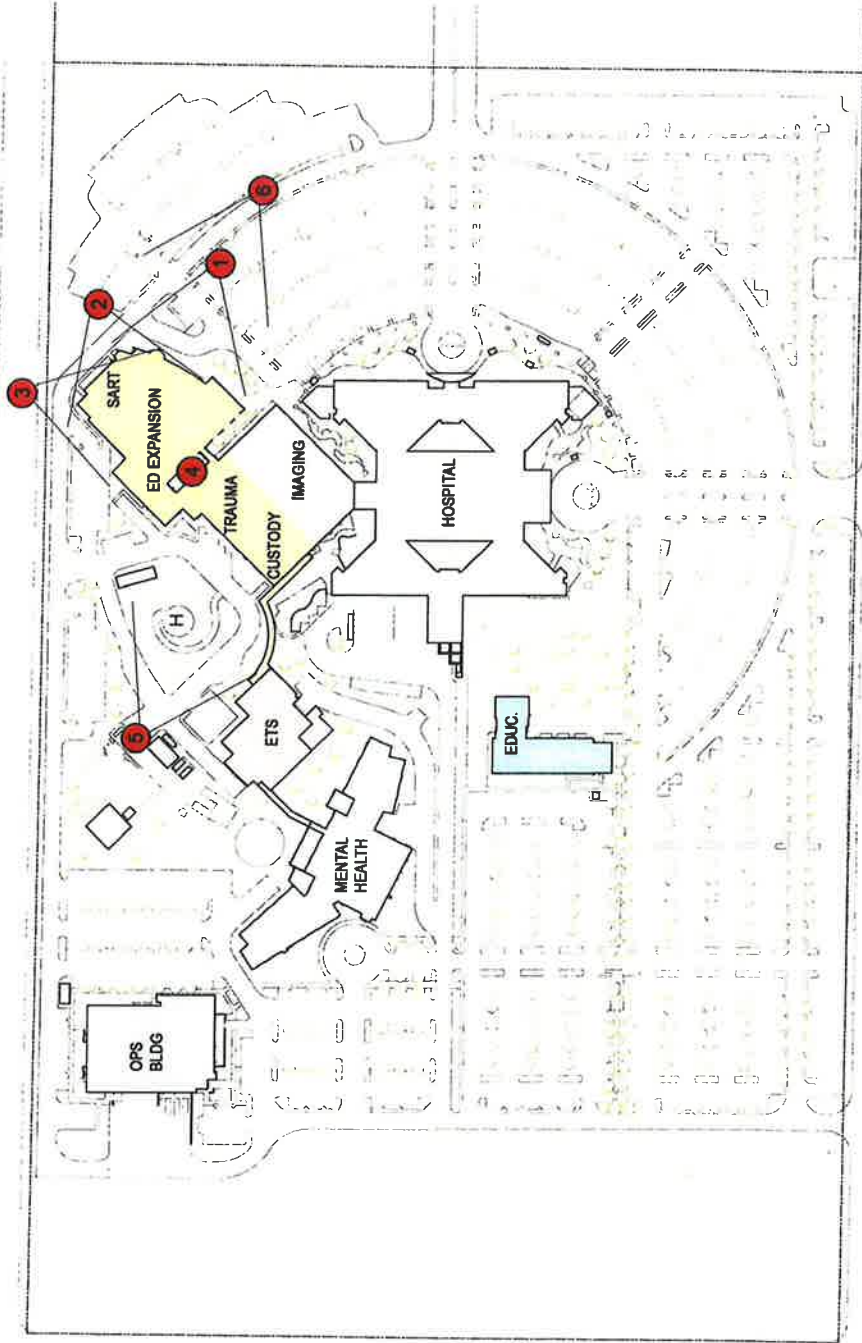 3
2
SART
OPS
BLDG
5
ED EXPANSION
H
4
1
TRAUMA
6
ETS
CUSTODY
IMAGING
MENTAL
HEALTH
HOSPITAL
EDUC.